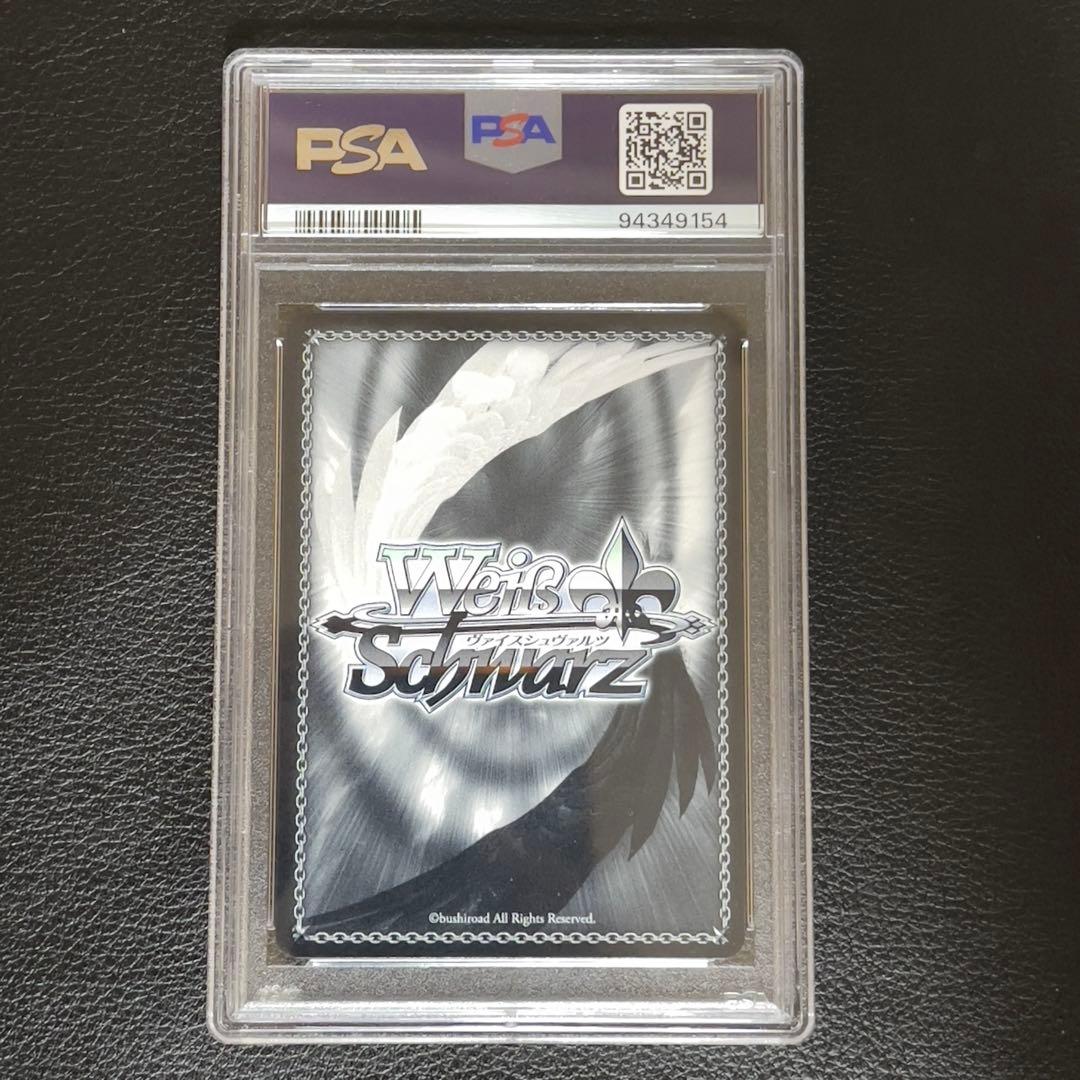 PSA
PSA
94349154
Weiß
ヴァイスシュヴァルツ
Schwarz
©bushiroad All Rights Reserved.